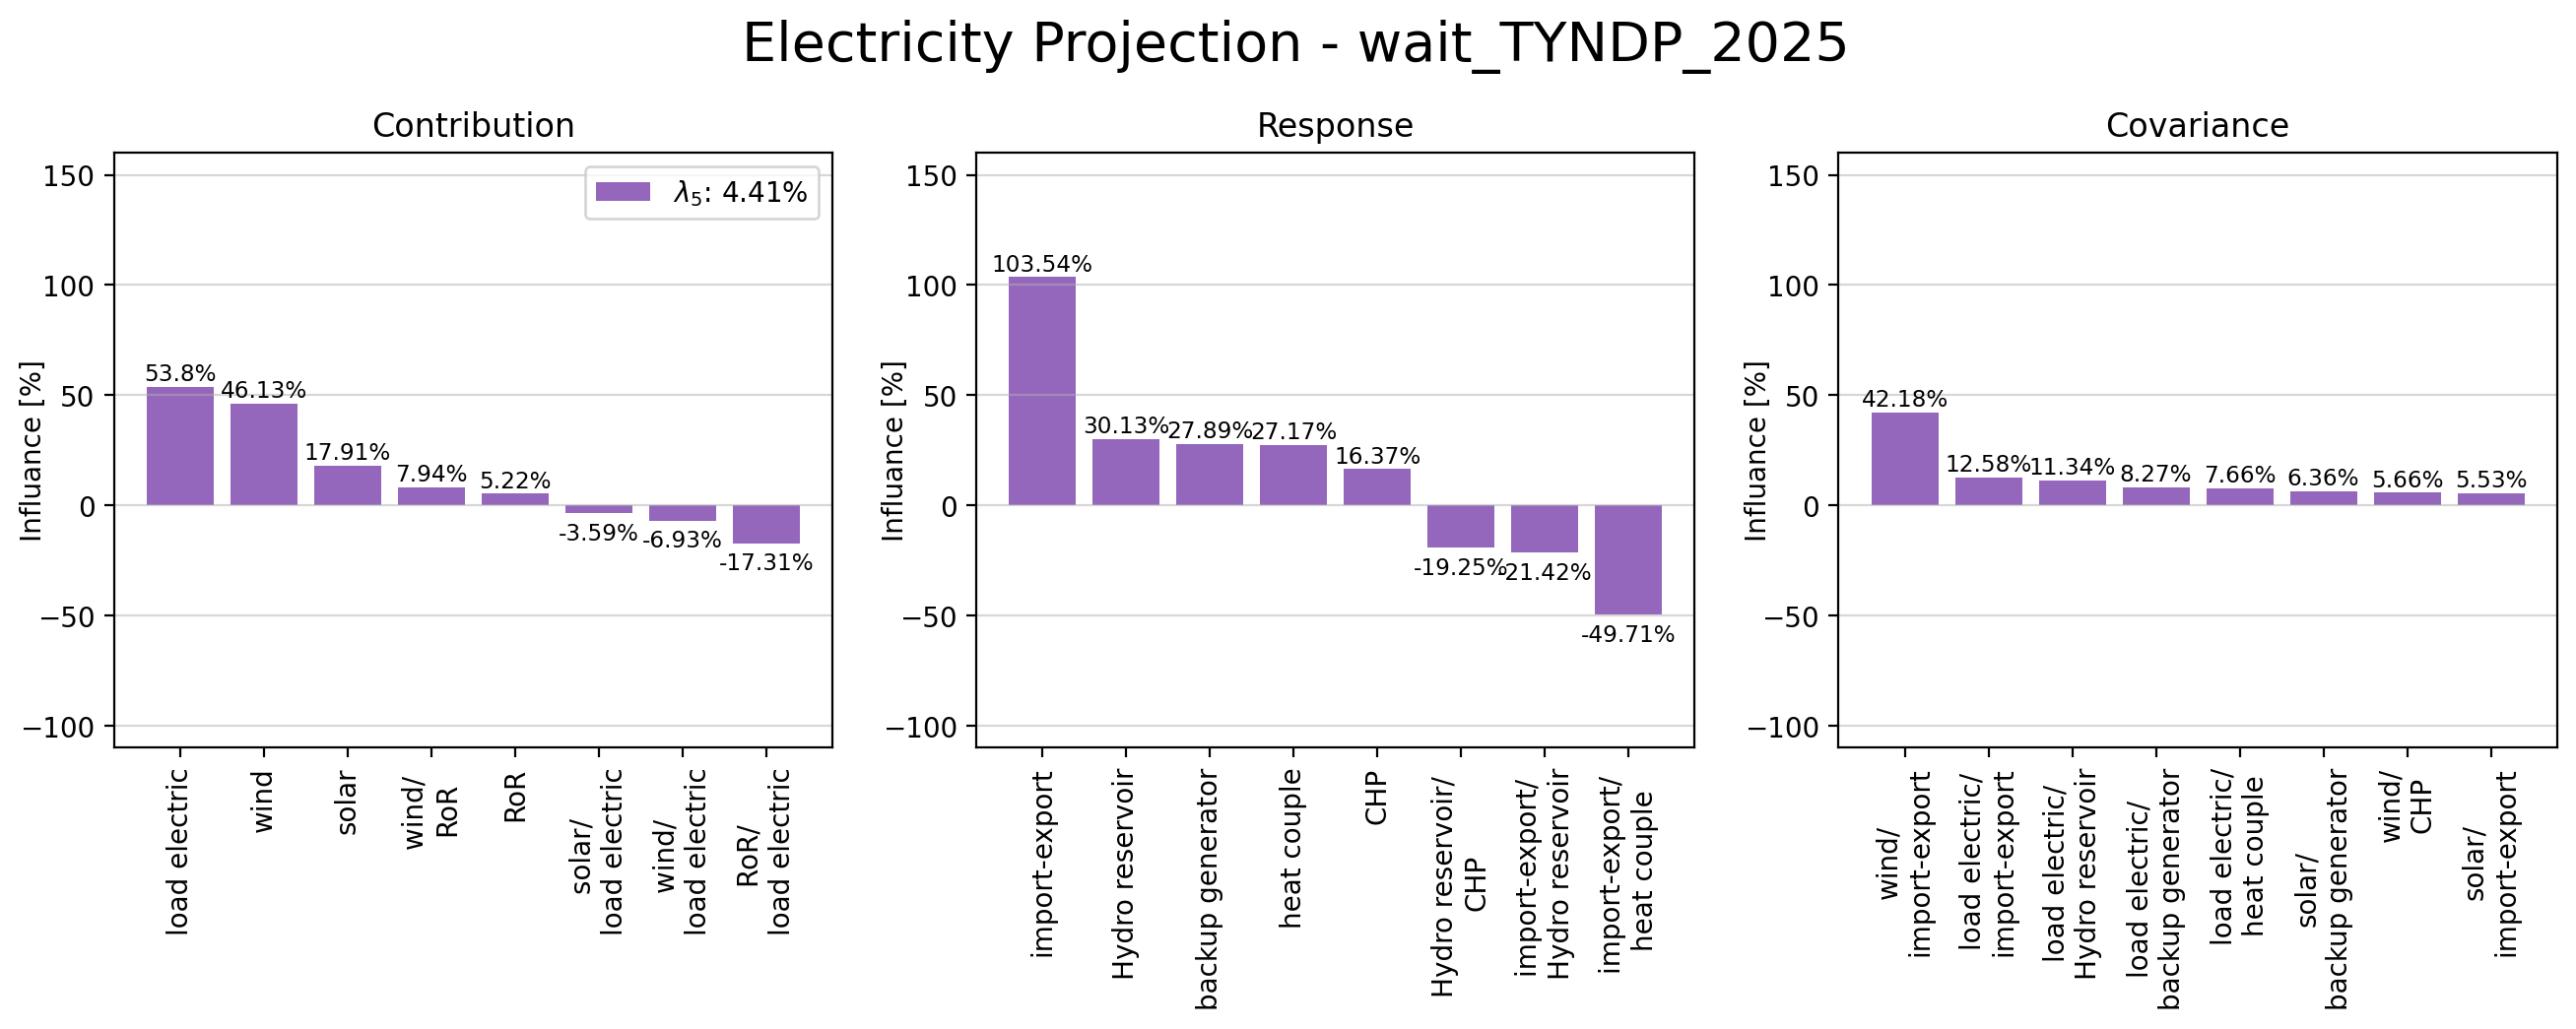 Electricity Projection - wait_TYNDP_2025
Contribution
Influance [%]
150
100
50
0
−50
−100
λ5: 4.41%
53.8%
46.13%
17.91%
7.94%
5.22%
-3.59%
-6.93%
-17.31%
load electric
wind
solar
wind/
RoR
RoR
solar/
load electric
wind/
load electric
RoR/
load electric
Response
Influance [%]
150
100
50
0
−50
−100
103.54%
30.13%
27.89%
27.17%
16.37%
-19.25%
-21.42%
-49.71%
import-export
Hydro reservoir
backup generator
heat couple
CHP
Hydro reservoir/
CHP
import-export/
Hydro reservoir
import-export/
heat couple
Covariance
Influance [%]
150
100
50
0
−50
−100
42.18%
12.58%
11.34%
8.27%
7.66%
6.36%
5.66%
5.53%
wind/
import-export
load electric/
import-export
load electric/
Hydro reservoir
load electric/
backup generator
load electric/
heat couple
solar/
backup generator
wind/
CHP
solar/
import-export